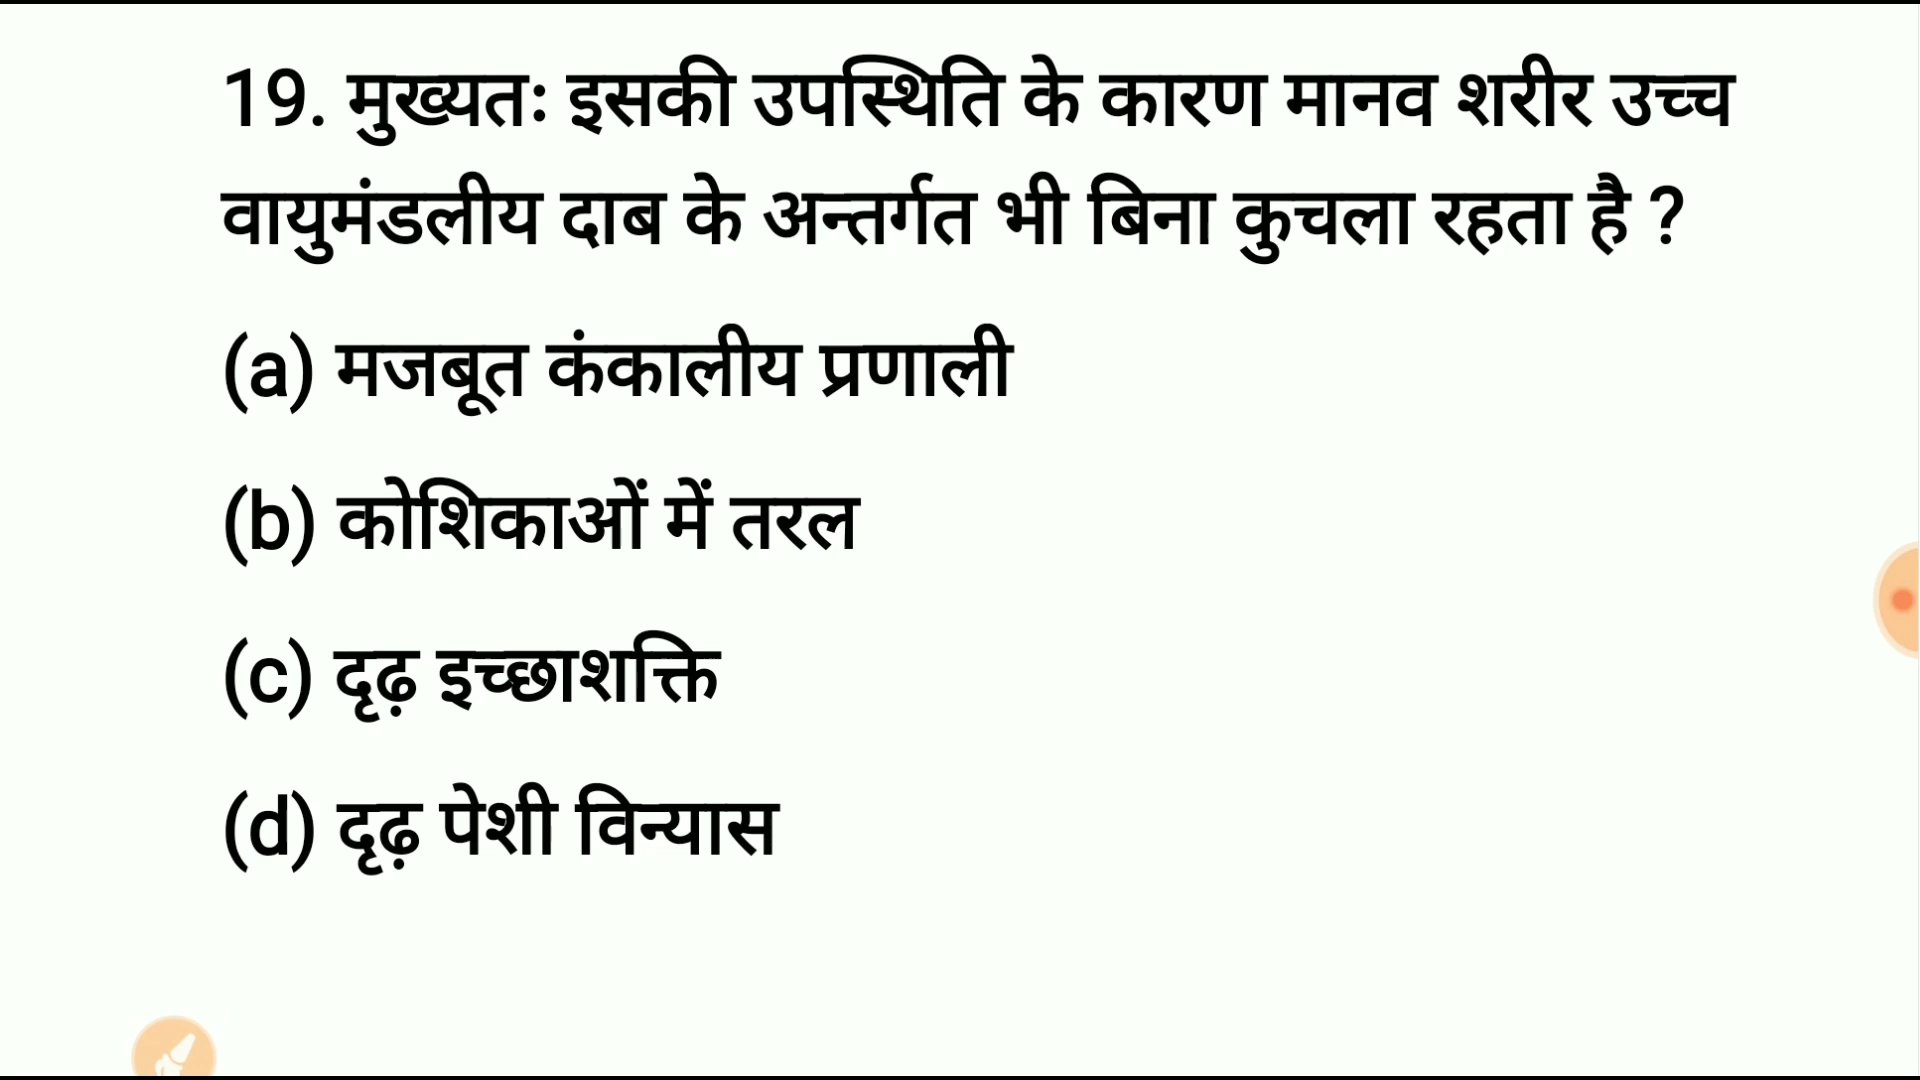 19. मुख्यतः इसकी उपस्थिति के कारण मानव शरीर उच्च
वायुमंडलीय दाब के अन्तर्गत भी बिना कुचला रहता है ?
(a) मजबूत कंकालीय प्रणाली
(b) कोशिकाओं में तरल
(c) दृढ़ इच्छाशक्ति
(d) दृढ़ पेशी विन्यास